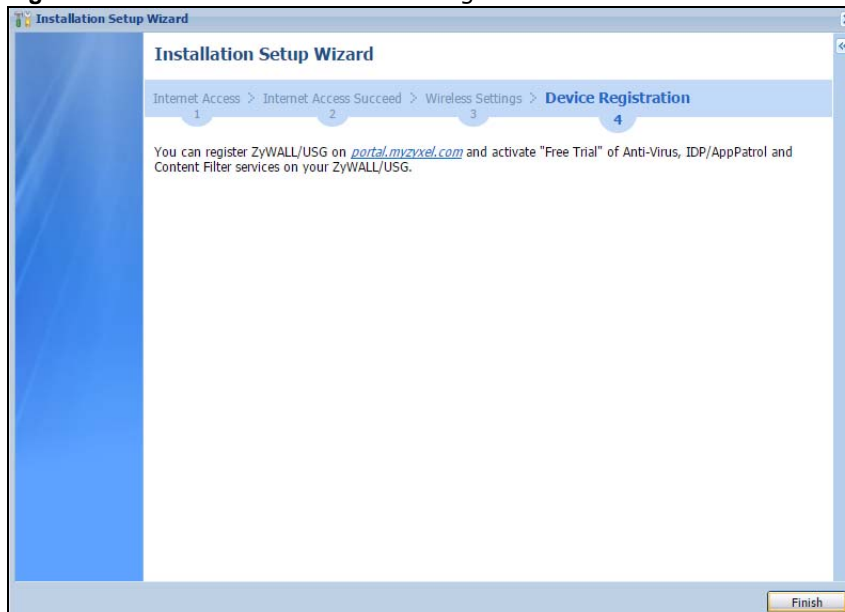 Installation Setup Wizard
Installation Setup Wizard
Internet Access > Internet Access Succeed > Wireless Settings > Device Registration
1 2 3 4
You can register ZyWALL/USG on portal.myzyxel.com and activate "Free Trial" of Anti-Virus, IDP/AppPatrol and
Content Filter services on your ZyWALL/USG.
Finish